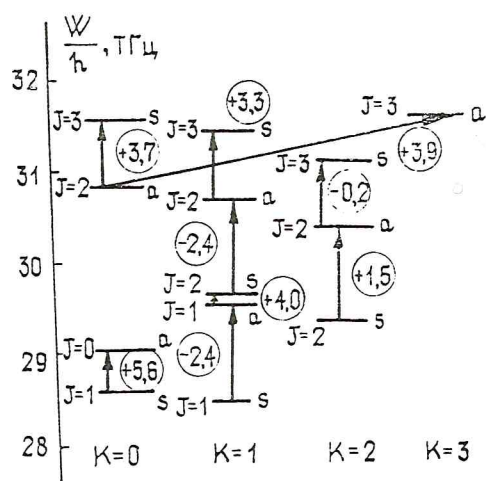 W/h, ТГц
32
31
30
29
28
J=3 s
+3,7
J=2 a
J=0 a
+5,6
J=1 s
+3,3
J=3 s
J=2 a
-2,4
J=2 s
+4,0
J=1 a
-2,4
J=1 s
J=3 s
-0,2
J=2 a
+1,5
J=2 s
J=3 a
+3,9
K=0 K=1 K=2 K=3